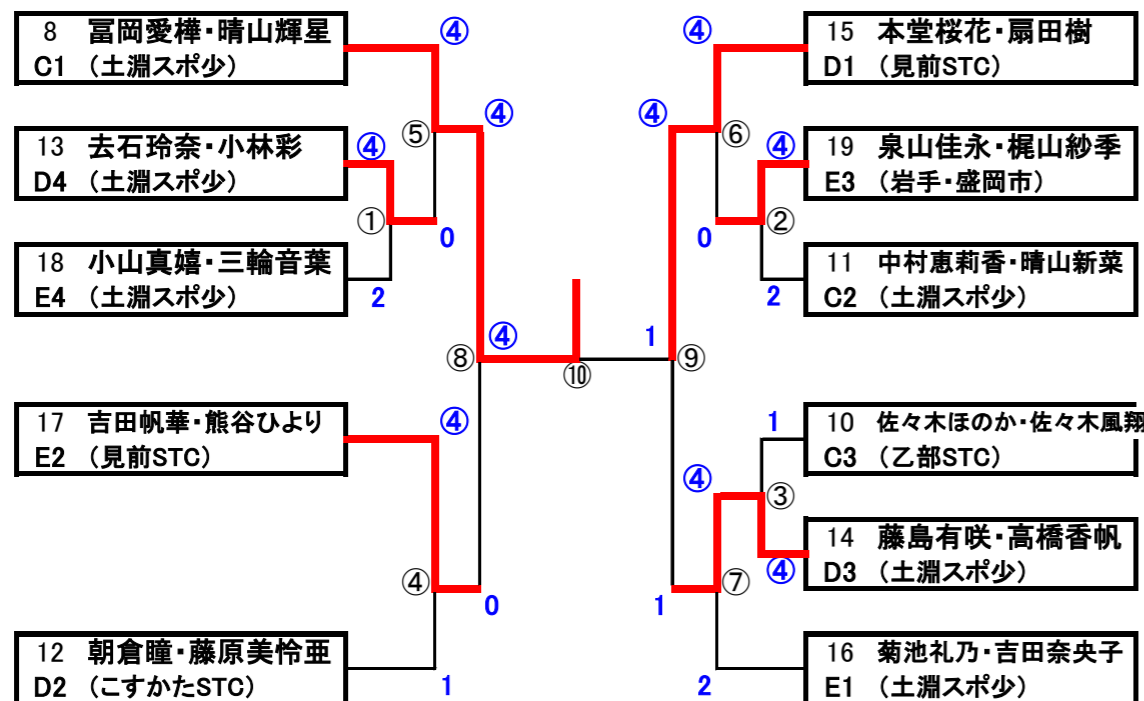 8 冨岡愛樺・晴山輝星
C1 (土淵スポ少)
④
⑤
④
13 去石玲奈・小林彩
D4 (土淵スポ少)
④
①
0
18 小山真嬉・三輪音葉
E4 (土淵スポ少)
2
⑧
④
⑩
17 吉田帆華・熊谷ひより
E2 (見前STC)
④
④
0
12 朝倉瞳・藤原美怜亜
D2 (こすかたSTC)
1
④
15 本堂桜花・扇田樹
D1 (見前STC)
④
⑥
④
19 泉山佳永・梶山紗季
E3 (岩手・盛岡市)
0
②
11 中村恵莉香・晴山新菜
C2 (土淵スポ少)
2
1
⑨
1
10 佐々木ほのか・佐々木風翔
C3 (乙部STC)
④
③
14 藤島有咲・高橋香帆
D3 (土淵スポ少)
④
1
⑦
16 菊池礼乃・吉田奈央子
E1 (土淵スポ少)
2